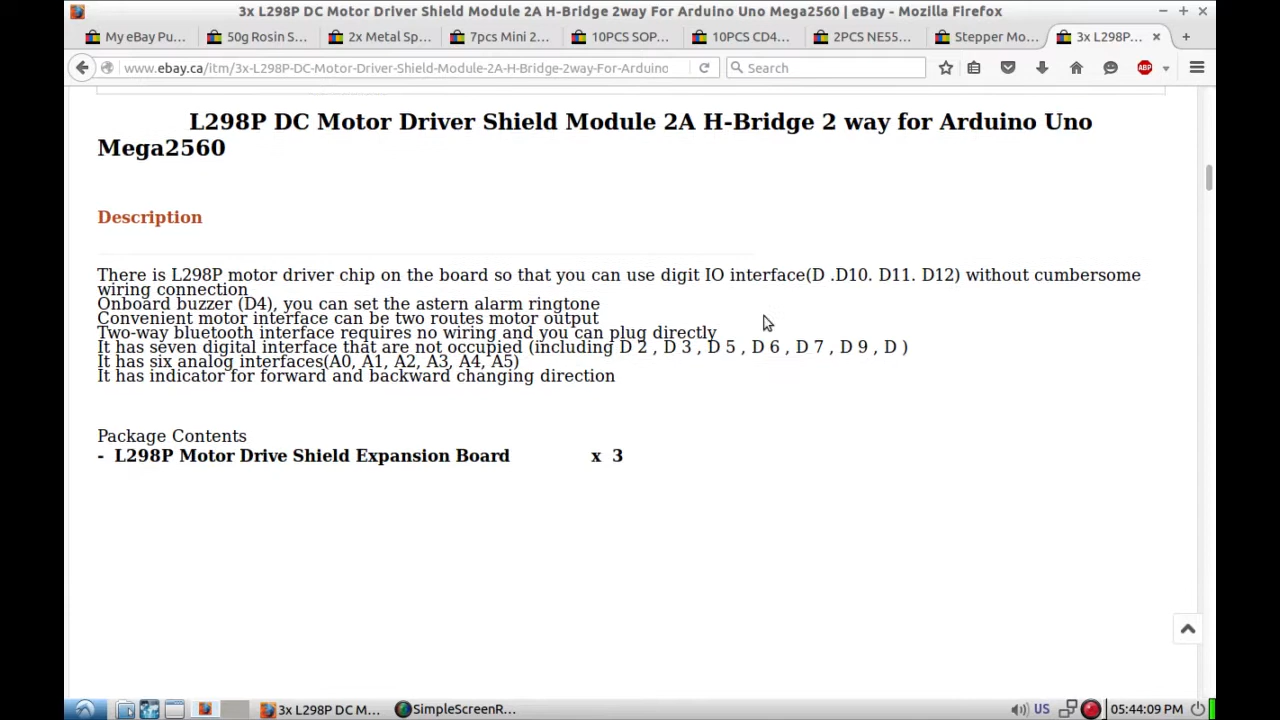 3x L298P DC Motor Driver Shield Module 2A H-Bridge 2way For Arduino Uno Mega2560 | eBay - Mozilla Firefox
My eBay Pu... 50g Rosin S... 2x Metal Sp... 7pcs Mini 2... 10PCS SOP... 10PCS CD4... 2PCS NE55... Stepper Mo... 3x L298P...
www.ebay.ca/itm/3x-L298P-DC-Motor-Driver-Shield-Module-2A-H-Bridge-2way-For-Arduino Search ABP
L298P DC Motor Driver Shield Module 2A H-Bridge 2 way for Arduino Uno
Mega2560
Description
There is L298P motor driver chip on the board so that you can use digit IO interface(D .D10. D11. D12) without cumbersome
wiring connection
Onboard buzzer (D4), you can set the astern alarm ringtone
Convenient motor interface can be two routes motor output
Two-way bluetooth interface requires no wiring and you can plug directly
It has seven digital interface that are not occupied (including D 2 , D 3 , D 5 , D 6 , D 7 , D 9 , D )
It has six analog interfaces(A0, A1, A2, A3, A4, A5)
It has indicator for forward and backward changing direction
Package Contents
- L298P Motor Drive Shield Expansion Board x 3
3x L298P DC M... SimpleScreenR... US 05:44:09 PM